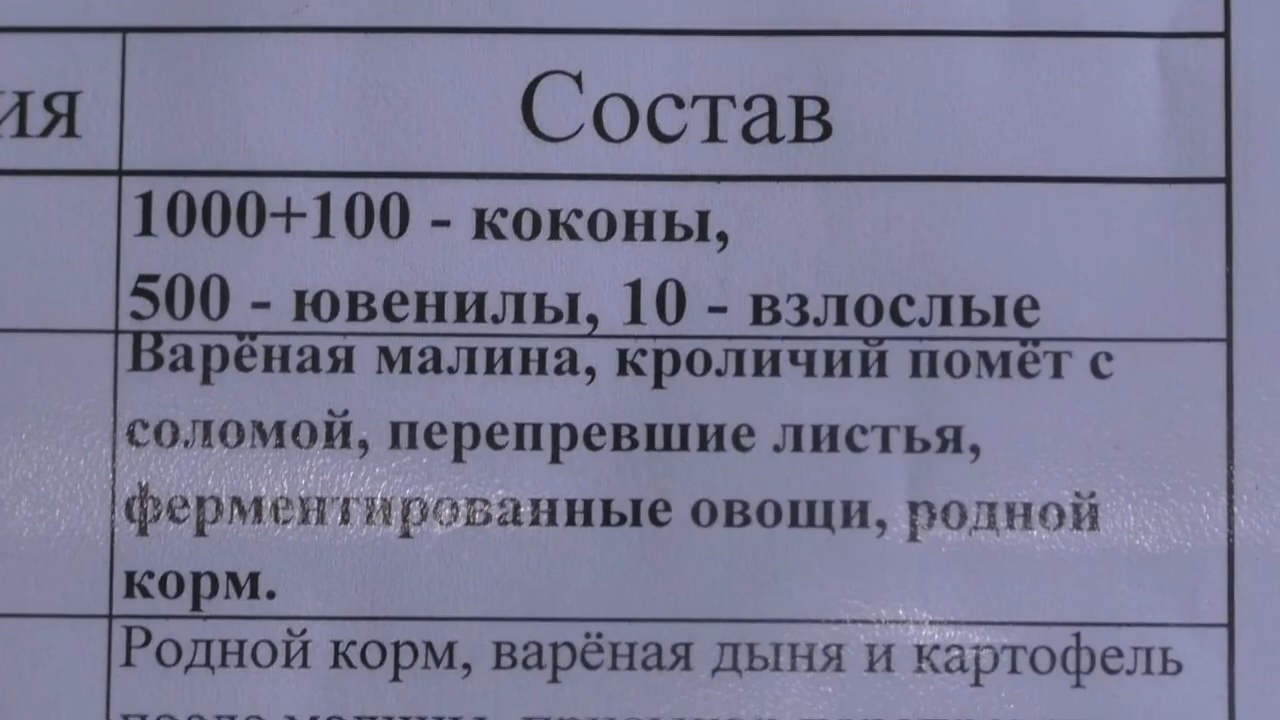 ия
Состав
1000+100 - коконы,
500 - ювенилы, 10 - взлослые
Варёная малина, кроличий помёт с
соломой, перепревшие листья,
ферментированные овощи, родной
корм.
Родной корм, варёная дыня и картофель